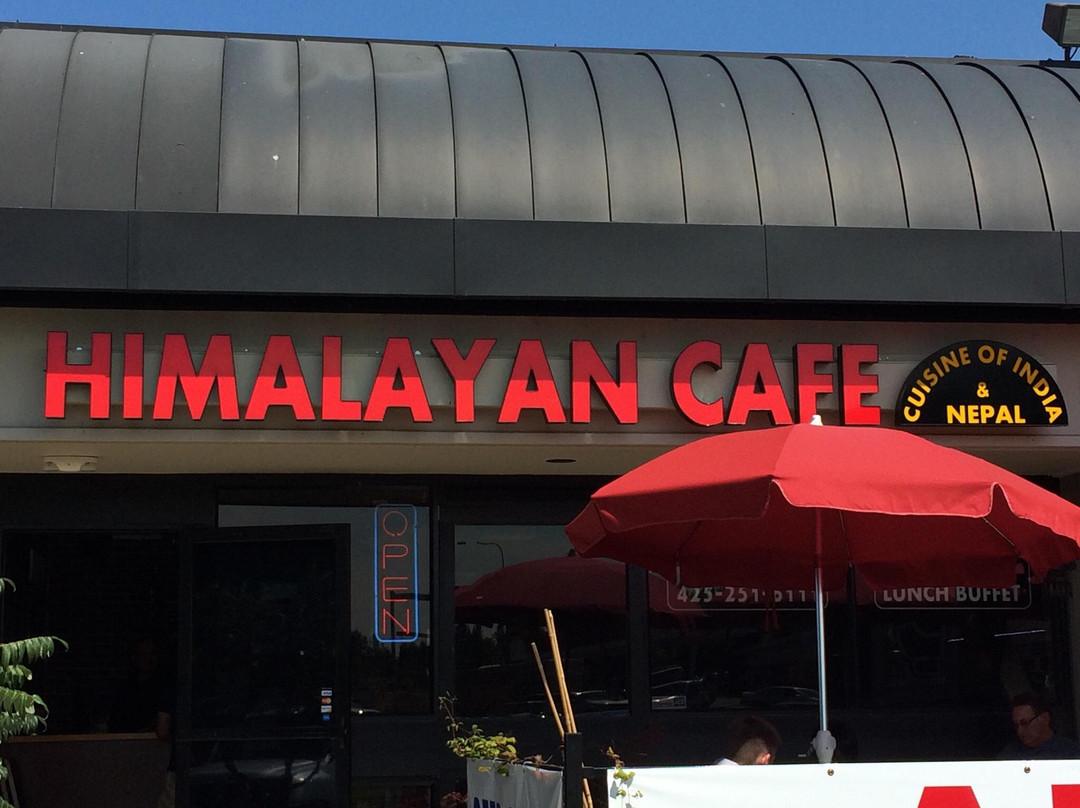 HIMALAYAN CAFE
CUISINE OF INDIA
&
NEPAL
OPEN
LUNCH BUFFET